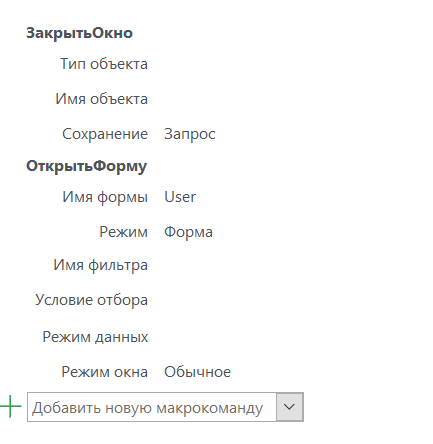 ЗакрытьОкно
Тип объекта
Имя объекта
Сохранение Запрос
ОткрытьФорму
Имя формы User
Режим Форма
Имя фильтра
Условие отбора
Режим данных
Режим окна Обычное
Добавить новую макрокоманду